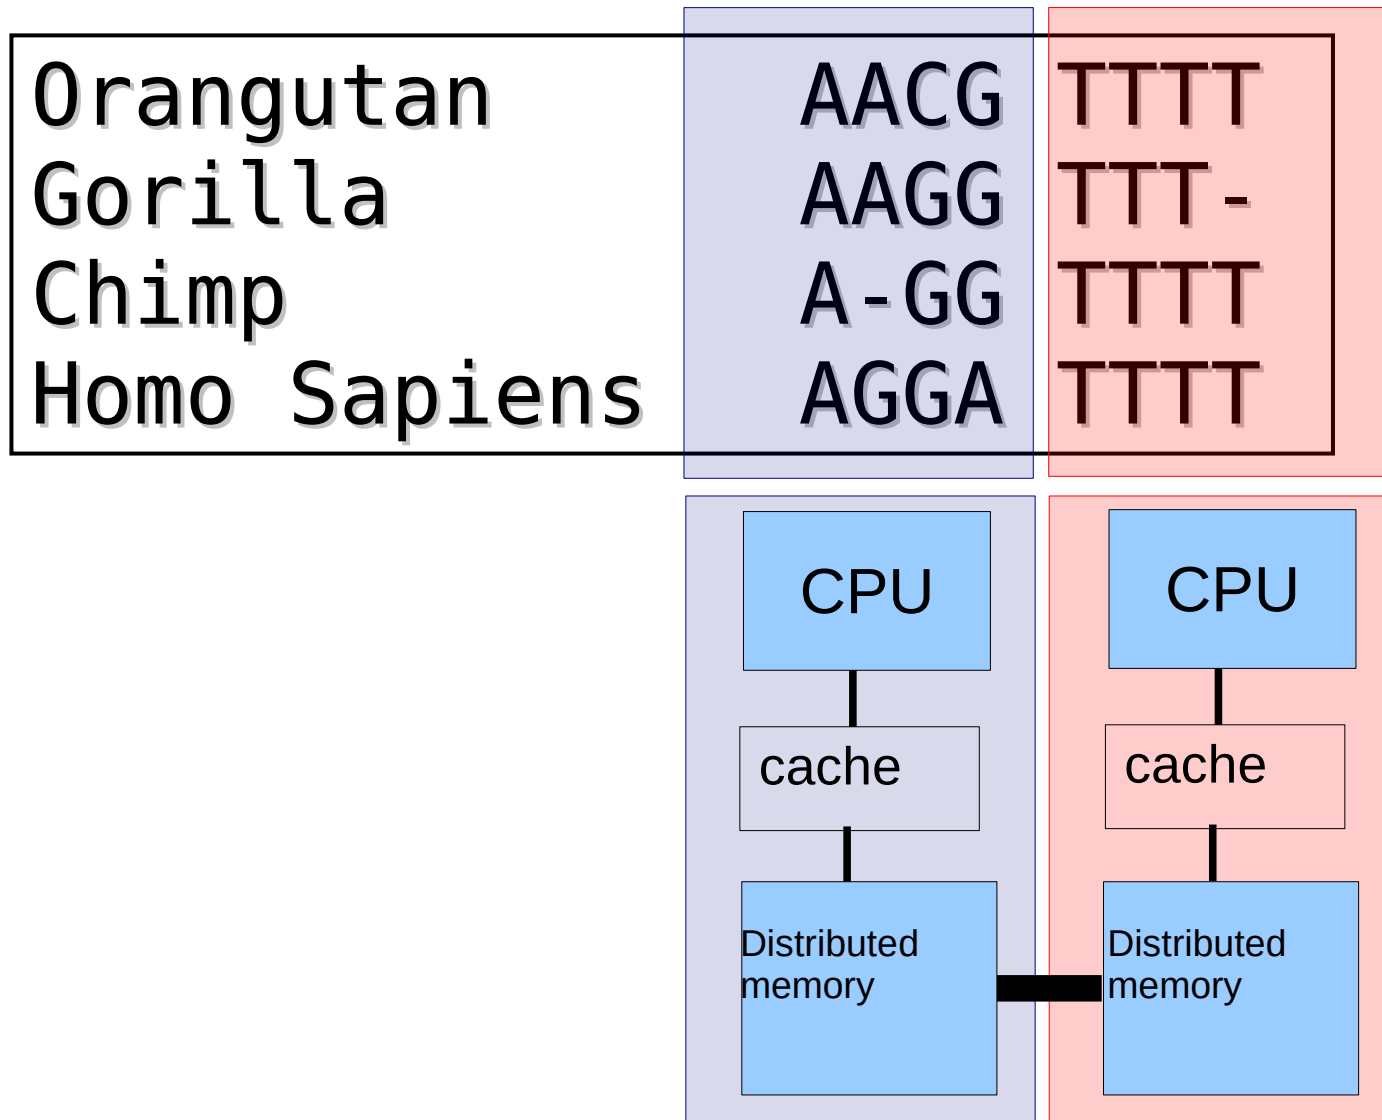 Orangutan AACG TTTT
Gorilla AAGG TTT-
Chimp A-GG TTTT
Homo Sapiens AGGA TTTT
CPU CPU
cache cache
Distributed Distributed
memory memory